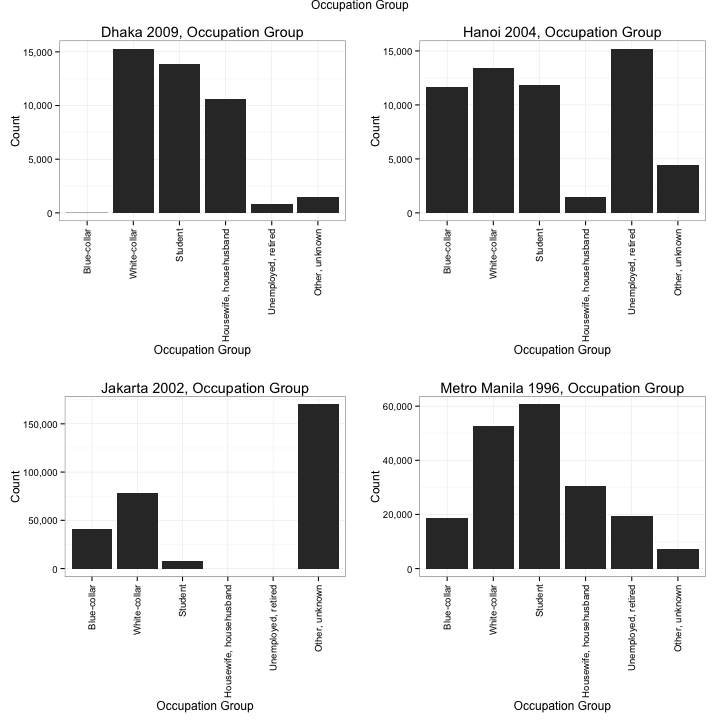 Occupation Group
Dhaka 2009, Occupation Group
15,000
10,000
5,000
0
Count
Blue-collar
White-collar
Student
Housewife, househusband
Unemployed, retired
Other, unknown
Occupation Group
Hanoi 2004, Occupation Group
15,000
10,000
5,000
0
Count
Blue-collar
White-collar
Student
Housewife, househusband
Unemployed, retired
Other, unknown
Occupation Group
Jakarta 2002, Occupation Group
150,000
100,000
50,000
0
Count
Blue-collar
White-collar
Student
Housewife, househusband
Unemployed, retired
Other, unknown
Occupation Group
Metro Manila 1996, Occupation Group
60,000
40,000
20,000
0
Count
Blue-collar
White-collar
Student
Housewife, househusband
Unemployed, retired
Other, unknown
Occupation Group